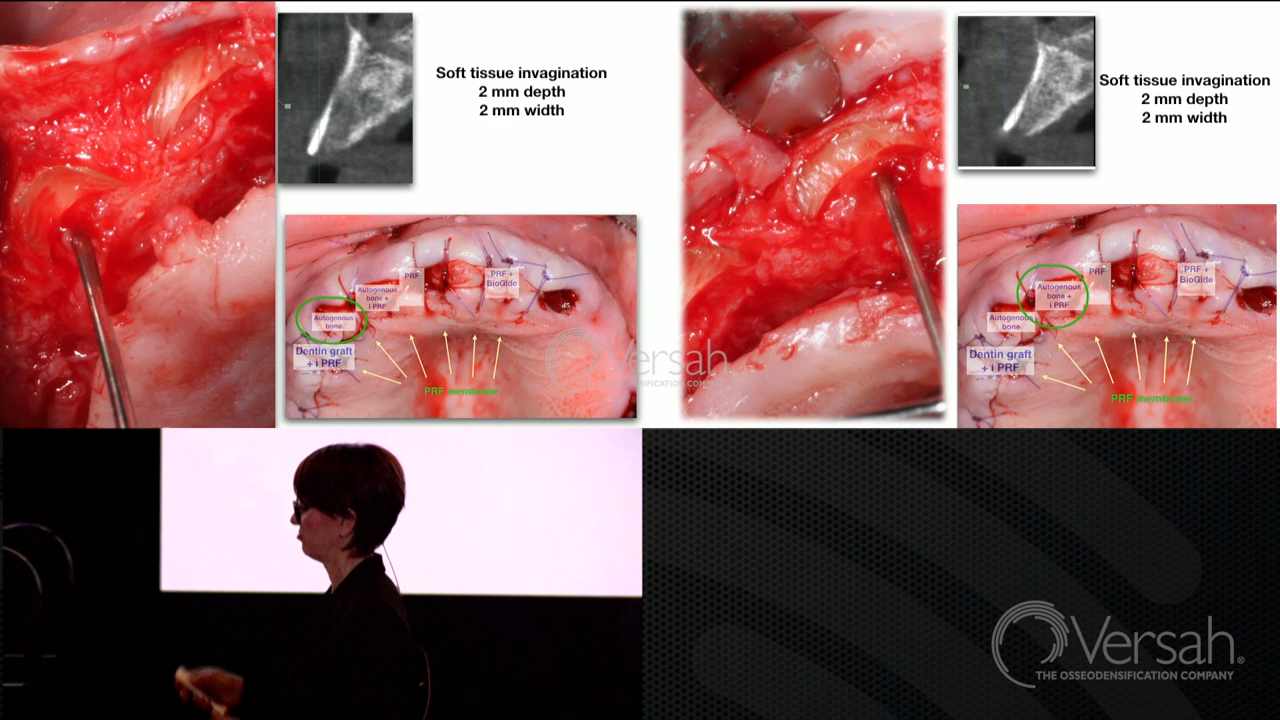 Soft tissue invagination
2 mm depth
2 mm width
PRF
PRF +
BioGide
Autogenous
bone +
i PRF
Autogenous
bone
Dentin graft
+ i PRF
PRF membrane
Versah
Soft tissue invagination
2 mm depth
2 mm width
PRF
PRF +
BioGide
Autogenous
bone +
i PRF
Autogenous
bone
Dentin graft
+ i PRF
PRF membrane
Versah®
THE OSSEODENSIFICATION COMPANY